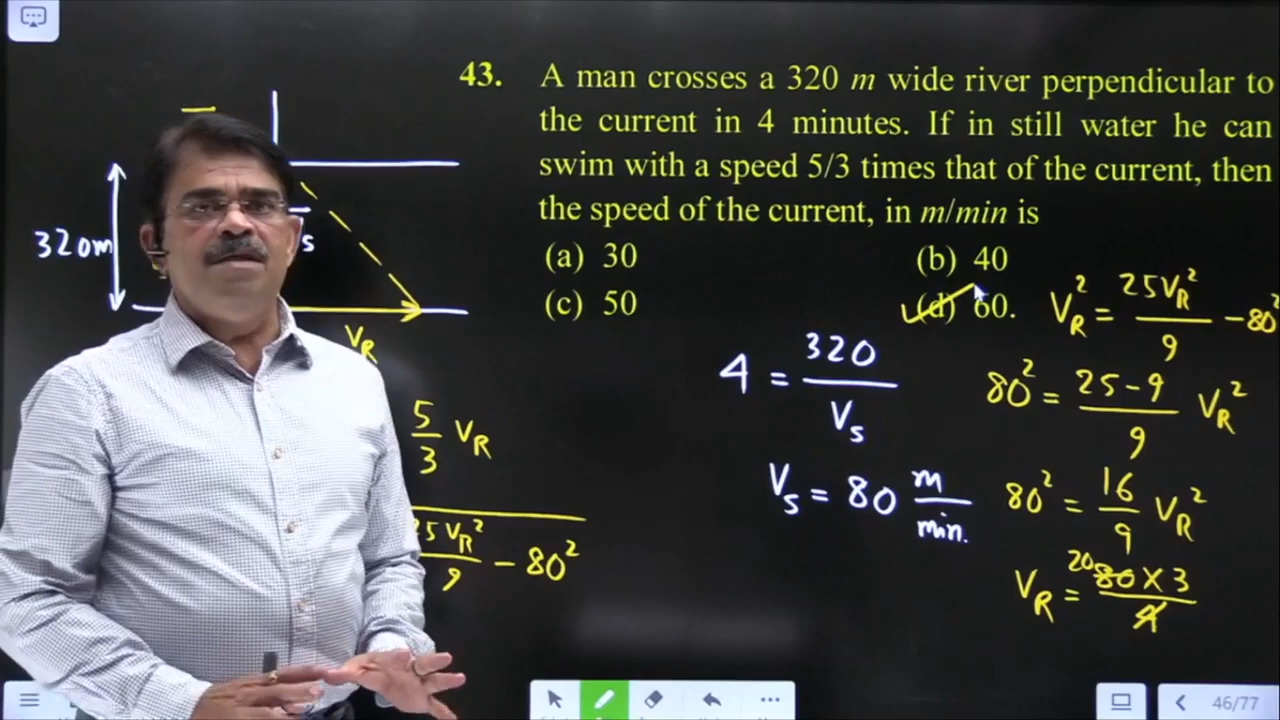 43. A man crosses a 320 m wide river perpendicular to
the current in 4 minutes. If in still water he can
swim with a speed 5/3 times that of the current, then
the speed of the current, in m/min is
(a) 30
(b) 40
(c) 50
(d) 60.
320m
s
V_R
5/3 V_R
25V_R²/9 - 80²
4 = 320/V_s
V_s = 80 m/min.
V_R² = 25V_R²/9 - 80²
80² = 25-9/9 V_R²
80² = 16/9 V_R²
V_R = 20 80×3/4
46/77